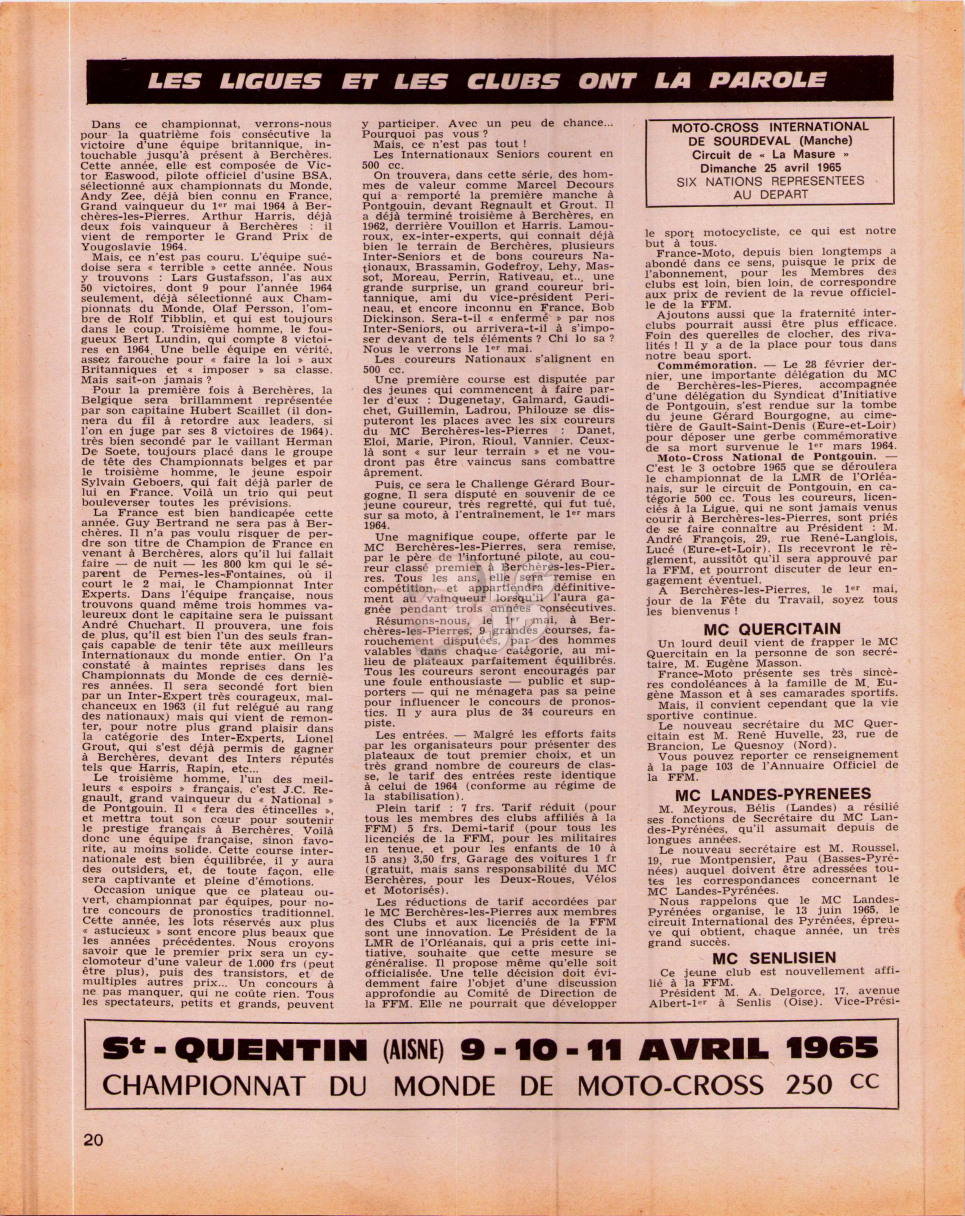 LES LIGUES ET LES CLUBS ONT LA PAROLE
Dans ce championnat, verrons-nous
pour la quatrième fois consécutive la
victoire d'une équipe britannique, in-
touchable jusqu'à présent à Berchères.
Cette année, elle est composée de Vic-
tor Easwood, pilote officiel d'usine BSA,
sélectionné aux championnats du Monde,
Andy Zee, déjà bien connu en France,
Grand vainqueur du 1er mai 1964 à Ber-
chères-les-Pierres. Arthur Harris, déjà
deux fois vainqueur à Berchères : il
vient de remporter le Grand Prix de
Yougoslavie 1964.
Mais, ce n'est pas couru. L'équipe sué-
doise sera « terrible » cette année. Nous
y trouvons : Lars Gustafsson, l'as aux
50 victoires, dont 9 pour l'année 1964
seulement, déjà sélectionné aux Cham-
pionnats du Monde, Olaf Persson, l'om-
bre de Rolf Tibblin, et qui est toujours
dans le coup. Troisième homme, le fou-
gueux Bert Lundin, qui compte 8 victoi-
res en 1964. Une belle équipe en vérité,
assez farouche pour « faire la loi » aux
Britanniques et « imposer » sa classe.
Mais sait-on jamais ?
Pour la première fois à Berchères, la
Belgique sera brillamment représentée
par son capitaine Hubert Scaillet (il don-
nera du fil à retordre aux leaders, si
l'on en juge par ses 8 victoires de 1964).
très bien secondé par le vaillant Herman
De Soete, toujours placé dans le groupe
de tête des Championnats belges et par
le troisième homme, le jeune espoir
Sylvain Geboers, qui fait déjà parler de
lui en France. Voilà un trio qui peut
bouleverser toutes les prévisions.
La France est bien handicapée cette
année. Guy Bertrand ne sera pas à Ber-
chères. Il n'a pas voulu risquer de per-
dre son titre de Champion de France en
venant à Berchères, alors qu'il lui fallait
faire — de nuit — les 800 km qui le sé-
parent de Pernes-les-Fontaines, où il
court le 2 mai, le Championnat Inter
Experts. Dans l'équipe française, nous
trouvons quand même trois hommes va-
leureux dont le capitaine sera le puissant
André Chuchart. Il prouvera, une fois
de plus, qu'il est bien l'un des seuls fran-
çais capable de tenir tête aux meilleurs
Internationaux du monde entier. On l'a
constaté à maintes reprises dans les
Championnats du Monde de ces derniè-
res années. Il sera secondé fort bien
par un Inter-Expert très courageux, mal-
chanceux en 1963 (il fut relégué au rang
des nationaux) mais qui vient de remon-
ter, pour notre plus grand plaisir dans
la catégorie des Inter-Experts, Lionel
Grout, qui s'est déjà permis de gagner
à Berchères, devant des Inters réputés
tels que Harris, Rapin, etc...
Le troisième homme, l'un des meil-
leurs « espoirs » français, c'est J.C. Re-
gnault, grand vainqueur du « National »
de Pontgouin. Il « fera des étincelles »,
et mettra tout son cœur pour soutenir
le prestige français à Berchères. Voilà
donc une équipe française, sinon favo-
rite, au moins solide. Cette course inter-
nationale est bien équilibrée, il y aura
des outsiders, et, de toute façon, elle
sera captivante et pleine d'émotions.
Occasion unique que ce plateau ou-
vert, championnat par équipes, pour no-
tre concours de pronostics traditionnel.
Cette année, les lots réservés aux plus
« astucieux » sont encore plus beaux que
les années précédentes. Nous croyons
savoir que le premier prix sera un cy-
clomoteur d'une valeur de 1.000 frs (peut
être plus), puis des transistors, et de
multiples autres prix... Un concours à
ne pas manquer, qui ne coûte rien. Tous
les spectateurs, petits et grands, peuvent
y participer. Avec un peu de chance...
Pourquoi pas vous ?
Mais, ce n'est pas tout !
Les Internationaux Seniors courent en
500 cc.
On trouvera, dans cette série, des hom-
mes de valeur comme Marcel Decours
qui a remporté la première manche à
Pontgouin, devant Regnault et Grout. Il
a déjà terminé troisième à Berchères, en
1962, derrière Vouillon et Harris. Lamou-
roux, ex-inter-experts, qui connaît déjà
bien le terrain de Berchères, plusieurs
Inter-Seniors et de bons coureurs Na-
tionaux, Brassamin, Godefroy, Lehy, Mas-
sot, Moreau, Perrin, Rativeau, et.., une
grande surprise, un grand coureur bri-
tannique, ami du vice-président Peri-
neau, et encore inconnu en France, Bob
Dickinson. Sera-t-il « enfermé » par nos
Inter-Seniors, ou arrivera-t-il à s'impo-
ser devant de tels éléments ? Chi lo sa ?
Nous le verrons le 1er mai.
Les coureurs Nationaux s'alignent en
500 cc.
Une première course est disputée par
des jeunes qui commencent à faire par-
ler d'eux : Dugenetay, Galmard, Gaudi-
chet, Guillemin, Ladrou, Philouze se dis-
puteront les places avec les six coureurs
du MC Berchères-les-Pierres : Danet,
Eloi, Marie, Piron, Rioul, Vannier. Ceux-
là sont « sur leur terrain » et ne vou-
dront pas être vaincus sans combattre
âprement.
Puis, ce sera le Challenge Gérard Bour-
gogne. Il sera disputé en souvenir de ce
jeune coureur, très regretté, qui fut tué,
sur sa moto, à l'entraînement, le 1er mars
1964.
Une magnifique coupe, offerte par le
MC Berchères-les-Pierres, sera remise,
par le père de l'infortuné pilote, au cou-
reur classé premier à Berchères-les-Pier-
res. Tous les ans, elle sera remise en
compétition, et appartiendra définitive-
ment au vainqueur lorsqu'il l'aura ga-
gnée pendant trois années consécutives.
Résumons-nous, le 1er mai, à Ber-
chères-les-Pierres, 9 grandes courses, fa-
rouchement disputées, par des hommes
valables dans chaque catégorie, au mi-
lieu de plateaux parfaitement équilibrés.
Tous les coureurs seront encouragés par
une foule enthousiaste — public et sup-
porters — qui ne ménagera pas sa peine
pour influencer le concours de pronos-
tics. Il y aura plus de 34 coureurs en
piste.
Les entrées. — Malgré les efforts faits
par les organisateurs pour présenter des
plateaux de tout premier choix, et un
très grand nombre de coureurs de clas-
se, le tarif des entrées reste identique
à celui de 1964 (conforme au régime de
la stabilisation).
Plein tarif : 7 frs. Tarif réduit (pour
tous les membres des clubs affiliés à la
FFM) 5 frs. Demi-tarif (pour tous les
licenciés de la FFM, pour les militaires
en tenue, et pour les enfants de 10 à
15 ans) 3,50 frs. Garage des voitures 1 fr
(gratuit, mais sans responsabilité du MC
Berchères, pour les Deux-Roues, Vélos
et Motorisés).
Les réductions de tarif accordées par
le MC Berchères-les-Pierres aux membres
des Clubs et aux licenciés de la FFM
sont une innovation. Le Président de la
LMR de l'Orléanais, qui a pris cette ini-
tiative, souhaite que cette mesure se
généralise. Il propose même qu'elle soit
officialisée. Une telle décision doit évi-
demment faire l'objet d'une discussion
approfondie au Comité de Direction de
la FFM. Elle ne pourrait que développer
MOTO-CROSS INTERNATIONAL
DE SOURDEVAL (Manche)
Circuit de « La Masure »
Dimanche 25 avril 1965
SIX NATIONS REPRESENTEES
AU DEPART
le sport motocycliste, ce qui est notre
but à tous.
France-Moto, depuis bien longtemps a
abondé dans ce sens, puisque le prix de
l'abonnement, pour les Membres des
clubs est loin, bien loin, de correspondre
aux prix de revient de la revue officiel-
le de la FFM.
Ajoutons aussi que la fraternité inter-
clubs pourrait aussi être plus efficace.
Foin des querelles de clocher, des riva-
lités ! Il y a de la place pour tous dans
notre beau sport.
Commémoration. — Le 28 février der-
nier, une importante délégation du MC
de Berchères-les-Pieres, accompagnée
d'une délégation du Syndicat d'Initiative
de Pontgouin, s'est rendue sur la tombe
du jeune Gérard Bourgogne, au cime-
tière de Gault-Saint-Denis (Eure-et-Loir)
pour déposer une gerbe commémorative
de sa mort survenue le 1er mars 1964.
Moto-Cross National de Pontgouin. —
C'est le 3 octobre 1965 que se déroulera
le championnat de la LMR de l'Orléa-
nais, sur le circuit de Pontgouin, en ca-
tégorie 500 cc. Tous les coureurs, licen-
ciés à la Ligue, qui ne sont jamais venus
courir à Berchères-les-Pierres, sont priés
de se faire connaître au Président : M.
André François, 29, rue René-Langlois,
Lucé (Eure-et-Loir). Ils recevront le rè-
glement, aussitôt qu'il sera approuvé par
la FFM, et pourront discuter de leur en-
gagement éventuel.
A Berchères-les-Pierres, le 1er mai,
jour de la Fête du Travail, soyez tous
les bienvenus !
MC QUERCITAIN
Un lourd deuil vient de frapper le MC
Quercitain en la personne de son secré-
taire, M. Eugène Masson.
France-Moto présente ses très sincè-
res condoléances à la famille de M. Eu-
gène Masson et à ses camarades sportifs.
Mais, il convient cependant que la vie
sportive continue.
Le nouveau secrétaire du MC Quer-
citain est M. René Huvelle, 23, rue de
Brancion, Le Quesnoy (Nord).
Vous pouvez reporter ce renseignement
à la page 103 de l'Annuaire Officiel de
la FFM.
MC LANDES-PYRENEES
M. Meyrous, Bélis (Landes) a résilié
ses fonctions de Secrétaire du MC Lan-
des-Pyrénées, qu'il assumait depuis de
longues années.
Le nouveau secrétaire est M. Roussel,
19, rue Montpensier, Pau (Basses-Pyré-
nées) auquel doivent être adressées tou-
tes les correspondances concernant le
MC Landes-Pyrénées.
Nous rappelons que le MC Landes-
Pyrénées organise, le 13 juin 1965, le
circuit International des Pyrénées, épreu-
ve qui obtient, chaque année, un très
grand succès.
MC SENLISIEN
Ce jeune club est nouvellement affi-
lié à la FFM.
Président M. A. Delgorce, 17, avenue
Albert-1er à Senlis (Oise). Vice-Prési-
St - QUENTIN (AISNE) 9 - 10 - 11 AVRIL 1965
CHAMPIONNAT DU MONDE DE MOTO-CROSS 250 CC
20